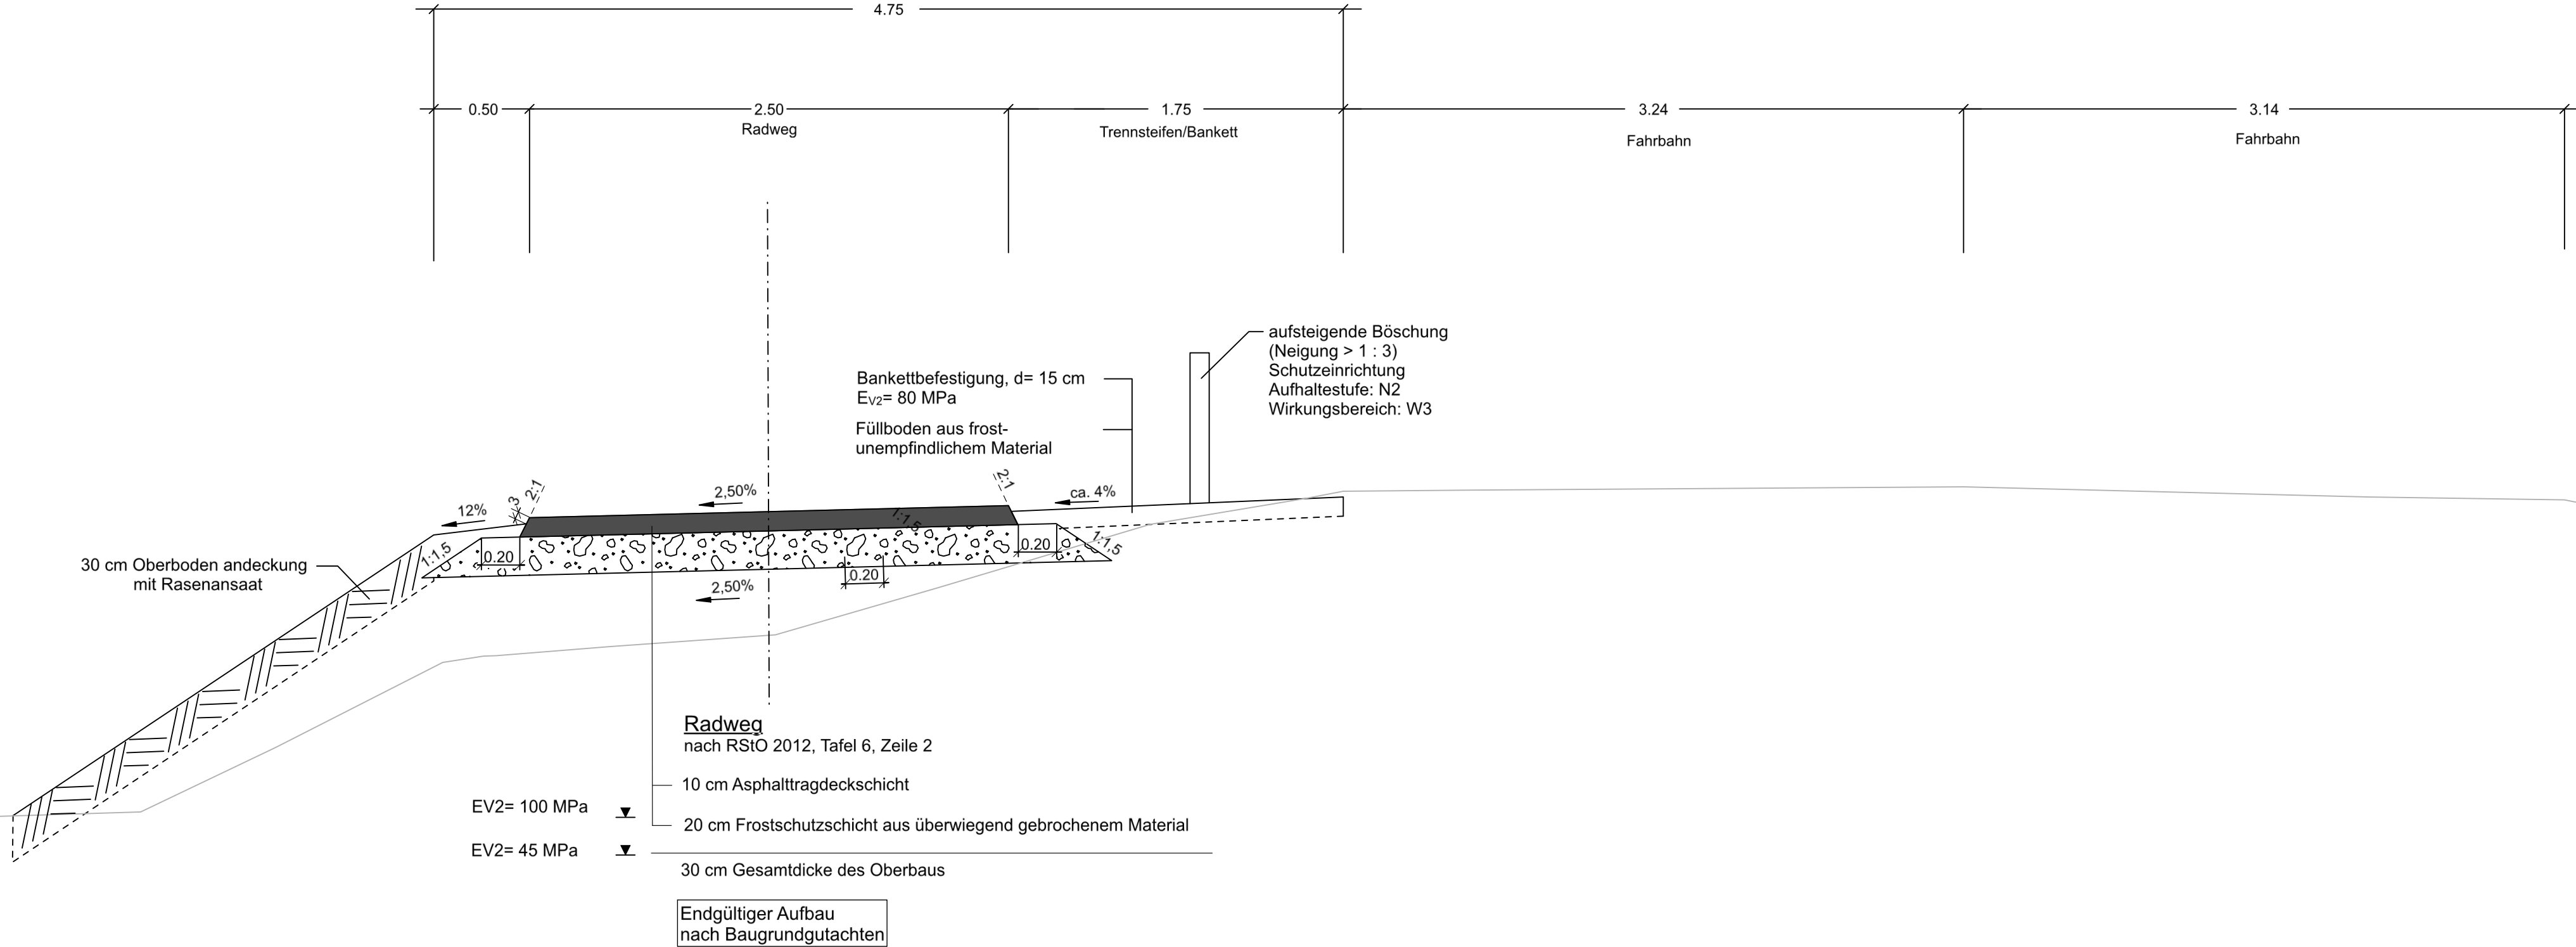 4.75
0.50
2.50
1.75
3.24
3.14
Radweg
Trennsteifen/Bankett
Fahrbahn
Fahrbahn
aufsteigende Böschung
(Neigung > 1 : 3)
Schutzeinrichtung
Aufhaltestufe: N2
Wirkungsbereich: W3
Bankettbefestigung, d= 15 cm
EV2= 80 MPa
Füllboden aus frost-
unempfindlichem Material
12%
3
2:1
2,50%
2:1
ca. 4%
1:1,5
1:1,5
0.20
1:1,5
0.20
0.20
2,50%
30 cm Oberboden andeckung
mit Rasenansaat
Radweg
nach RStO 2012, Tafel 6, Zeile 2
10 cm Asphalttragdeckschicht
EV2= 100 MPa
20 cm Frostschutzschicht aus überwiegend gebrochenem Material
EV2= 45 MPa
30 cm Gesamtdicke des Oberbaus
Endgültiger Aufbau
nach Baugrundgutachten